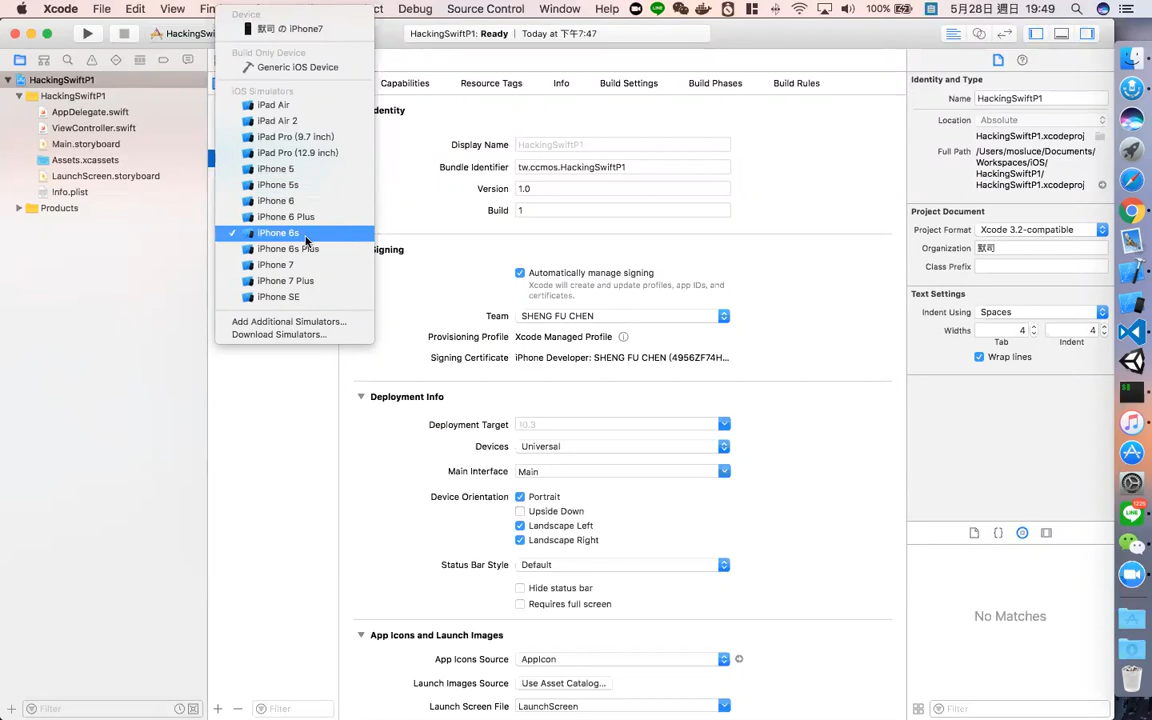 Xcode File Edit View Fin ct Debug Source Control Window Help 100% 5月28日 週日 19:49
HackingSwi
HackingSwiftP1: Ready | Today at 下午7:47
Device
默司 の iPhone7
Build Only Device
Generic iOS Device
iOS Simulators
iPad Air
iPad Air 2
iPad Pro (9.7 inch)
iPad Pro (12.9 inch)
iPhone 5
iPhone 5s
iPhone 6
iPhone 6 Plus
iPhone 6s
iPhone 6s Plus
iPhone 7
iPhone 7 Plus
iPhone SE
Add Additional Simulators...
Download Simulators...
HackingSwiftP1
HackingSwiftP1
AppDelegate.swift
ViewController.swift
Main.storyboard
Assets.xcassets
LaunchScreen.storyboard
Info.plist
Products
Capabilities Resource Tags Info Build Settings Build Phases Build Rules
dentity
Display Name HackingSwiftP1
Bundle Identifier tw.ccmos.HackingSwiftP1
Version 1.0
Build 1
Signing
Automatically manage signing
Xcode will create and update profiles, app IDs, and
certificates.
Team SHENG FU CHEN
Provisioning Profile Xcode Managed Profile
Signing Certificate iPhone Developer: SHENG FU CHEN (4956ZF74H...
Deployment Info
Deployment Target 10.3
Devices Universal
Main Interface Main
Device Orientation Portrait
Upside Down
Landscape Left
Landscape Right
Status Bar Style Default
Hide status bar
Requires full screen
App Icons and Launch Images
App Icons Source AppIcon
Launch Images Source Use Asset Catalog...
Launch Screen File LaunchScreen
Identity and Type
Name HackingSwiftP1
Location Absolute
HackingSwiftP1.xcodeproj
Full Path /Users/mosluce/Documents/
Workspaces/iOS/
HackingSwiftP1/
HackingSwiftP1.xcodeproj
Project Document
Project Format Xcode 3.2-compatible
Organization 默司
Class Prefix
Text Settings
Indent Using Spaces
Widths 4 4
Tab Indent
Wrap lines
No Matches
Filter
Filter
Filter